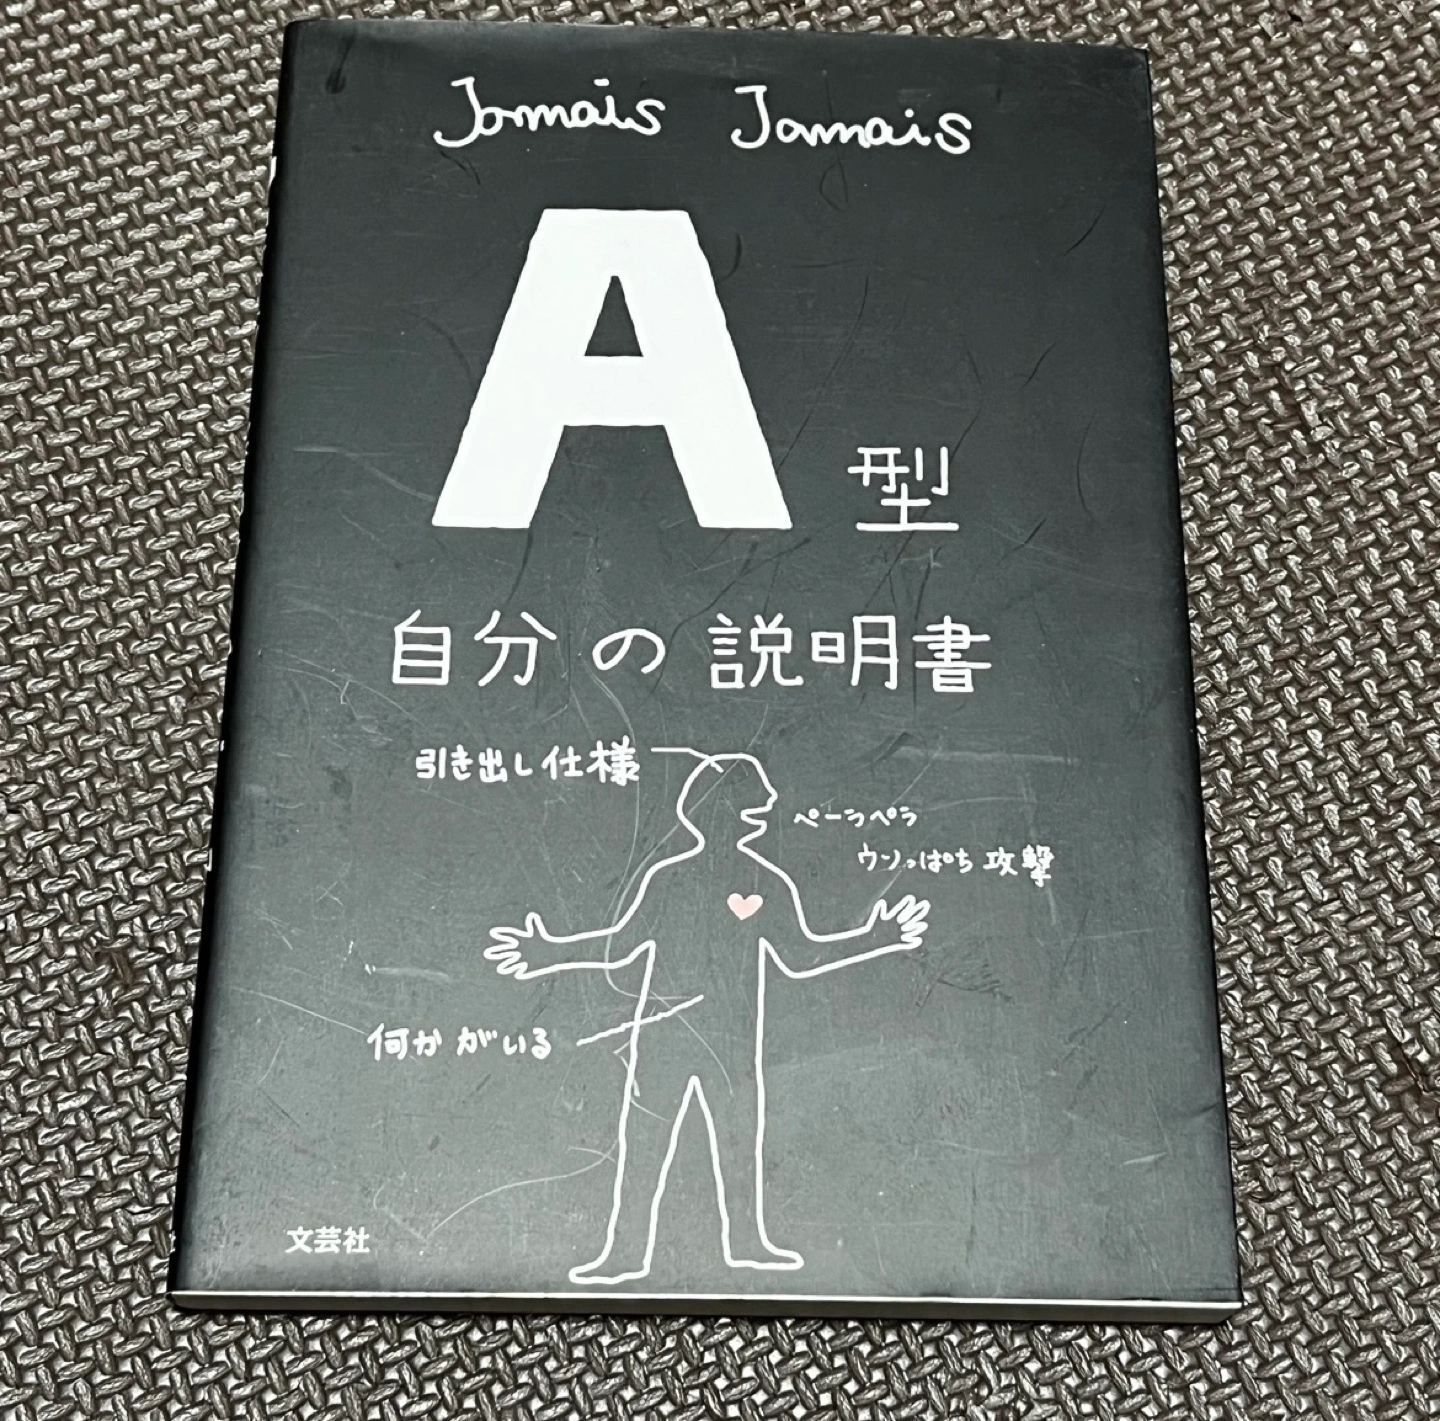 Jamais Jamais
A型
自分の説明書
引き出し仕様
ペーラペラ
ウソっぱち攻撃
何かがいる
文芸社